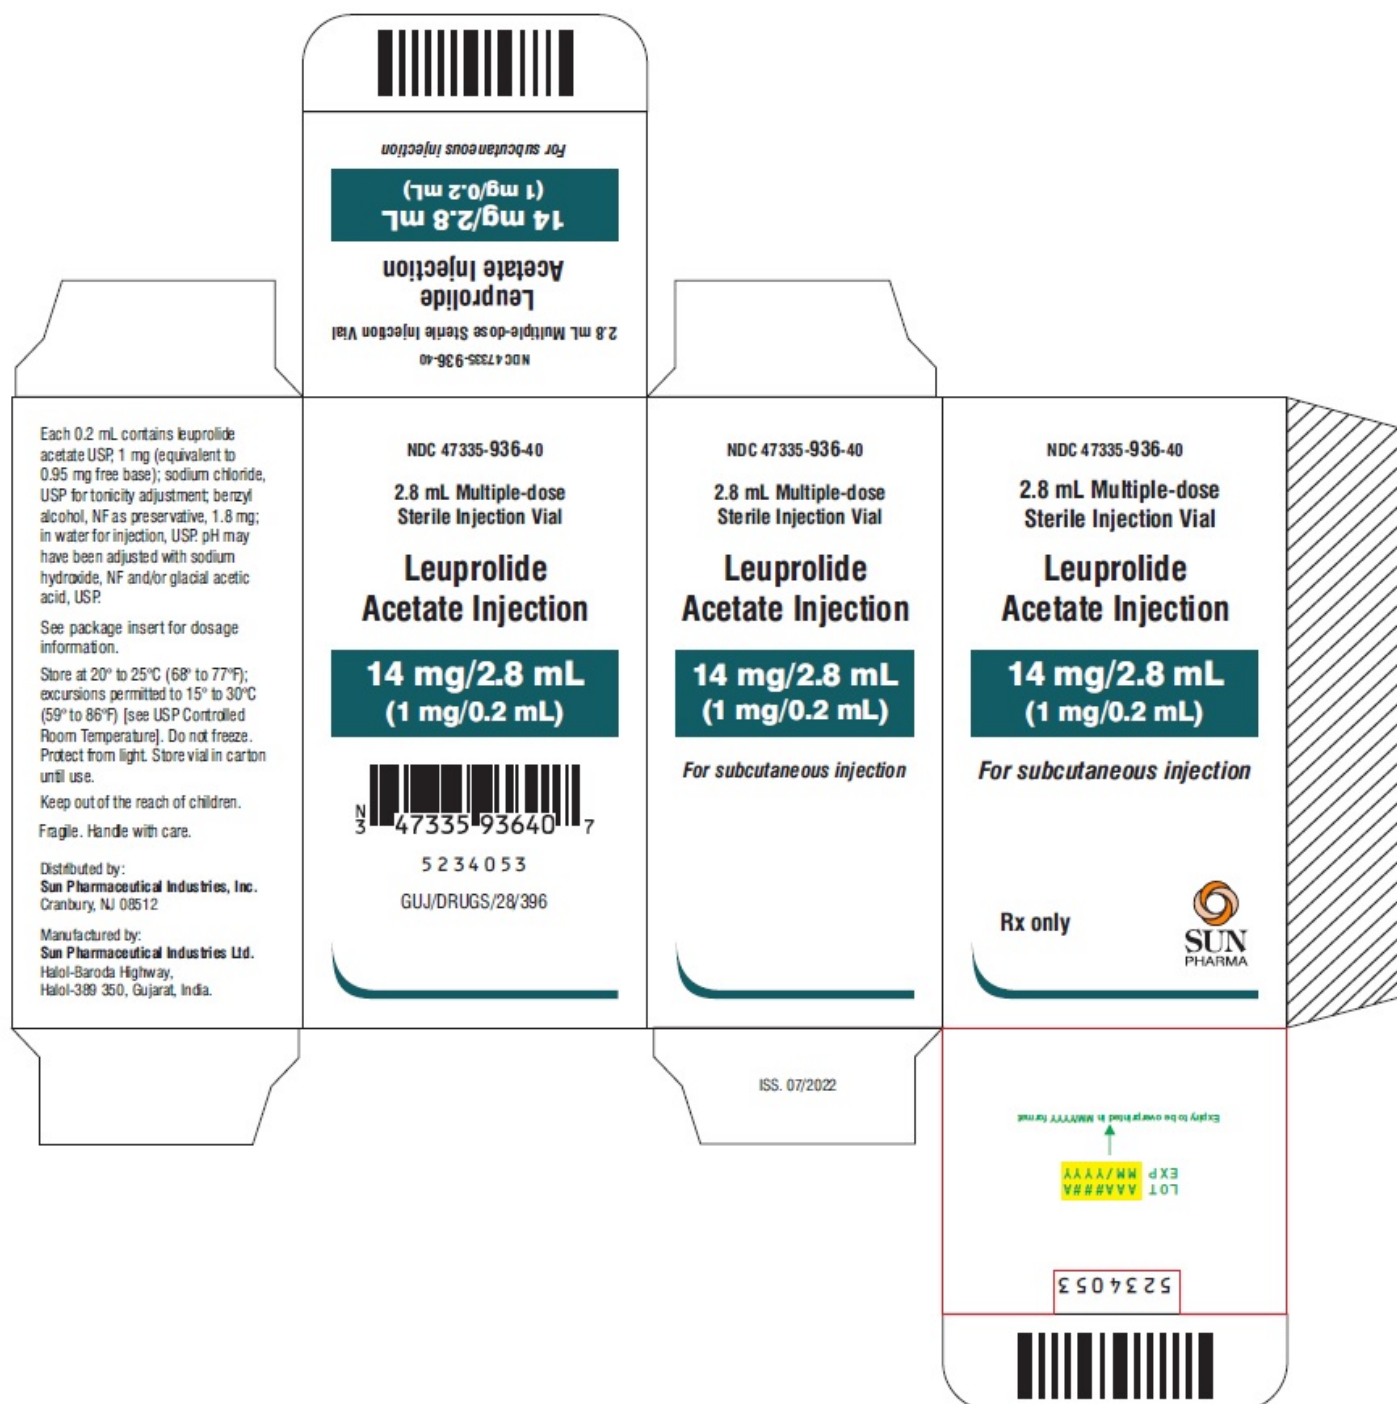 For subcutaneous injection
(1 mg/0.2 mL)
14 mg/2.8 mL
Acetate Injection
Leuprolide
2.8 mL Multiple-dose Sterile Injection Vial
NDC 47335-936-40
Each 0.2 mL contains leuprolide
acetate USP, 1 mg (equivalent to
0.95 mg free base); sodium chloride,
USP for tonicity adjustment; benzyl
alcohol, NF as preservative, 1.8 mg;
in water for injection, USP. pH may
have been adjusted with sodium
hydroxide, NF and/or glacial acetic
acid, USP.
See package insert for dosage
information.
Store at 20° to 25°C (68° to 77°F);
excursions permitted to 15° to 30°C
(59° to 86°F) [see USP Controlled
Room Temperature]. Do not freeze.
Protect from light. Store vial in carton
until use.
Keep out of the reach of children.
Fragile. Handle with care.
Distributed by:
Sun Pharmaceutical Industries, Inc.
Cranbury, NJ 08512
Manufactured by:
Sun Pharmaceutical Industries Ltd.
Halol-Baroda Highway,
Halol-389 350, Gujarat, India.
NDC 47335-936-40
2.8 mL Multiple-dose
Sterile Injection Vial
Leuprolide
Acetate Injection
14 mg/2.8 mL
(1 mg/0.2 mL)
N
3 47335 93640 7
5234053
GUJ/DRUGS/28/396
NDC 47335-936-40
2.8 mL Multiple-dose
Sterile Injection Vial
Leuprolide
Acetate Injection
14 mg/2.8 mL
(1 mg/0.2 mL)
For subcutaneous injection
NDC 47335-936-40
2.8 mL Multiple-dose
Sterile Injection Vial
Leuprolide
Acetate Injection
14 mg/2.8 mL
(1 mg/0.2 mL)
For subcutaneous injection
Rx only
SUN
PHARMA
ISS. 07/2022
Expiry to be overprinted in MM/YYYY format
EXP MM/YYYY
LOT AAA####A
5234053